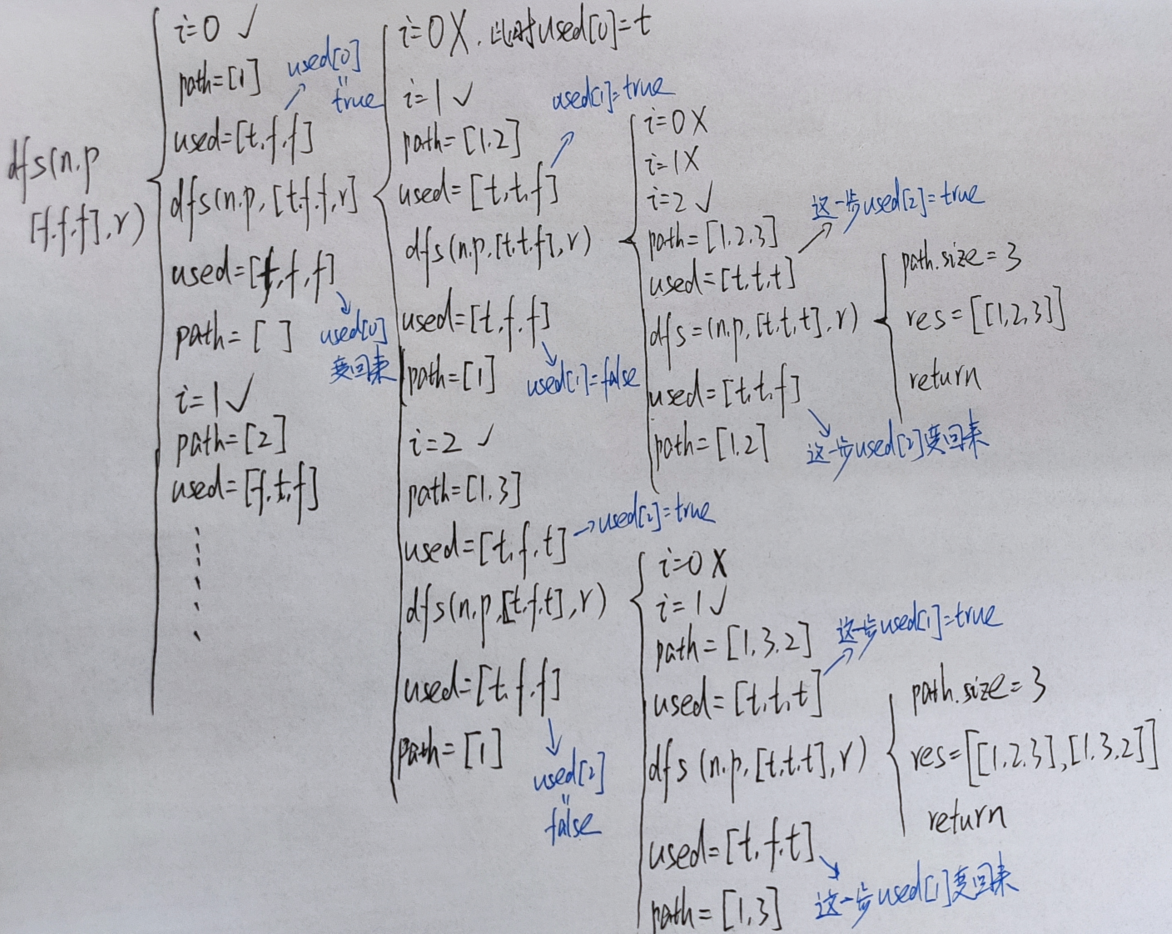 dfs(n.p
[f.f.f],r)
i=0 ✓
path=[1]
used[0]
=
true
used=[t.f.f]
dfs(n.p,[t.f.f,r]
used=[f,f,f]
path=[ ]
used[0]
变回来
i=1 ✓
path=[2]
used=[f.t.f]
i=0 X. 此时used[0]=t
i=1 ✓
used[1]=true
path=[1.2]
used=[t,t,f]
dfs(n.p,[t.t.f],r)
used=[t.f.f]
path=[1]
used[1]=false
i=2 ✓
path=[1.3]
used=[t.f.t]
→used[2]=true
dfs(n.p,[t.f.t],r)
used=[t.f.f]
path=[1]
used[2]
=
false
i=0 X
i=1 X
i=2 ✓
path=[1.2.3]
这一步used[2]=true
used=[t.t.t]
dfs=(n.p,[t.t.t],r)
used=[t.t.f]
path=[1.2]
这一步used[2]变回来
path.size=3
res=[[1,2,3]]
return
i=0 X
i=1 ✓
path=[1.3.2]
这一步used[1]=true
used=[t,t,t]
dfs(n.p,[t.t.t],r)
used=[t.f.t]
path=[1,3]
这一步used[1]变回来
path.size=3
res=[[1.2.3],[1.3.2]]
return